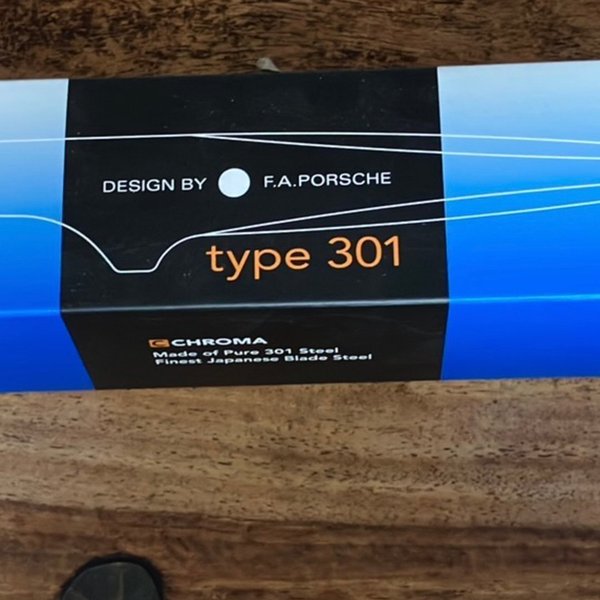 DESIGN BY F.A.PORSCHE
type 301
CHROMA
Made of Pure 301 Steel
Finest Japanese Blade Steel